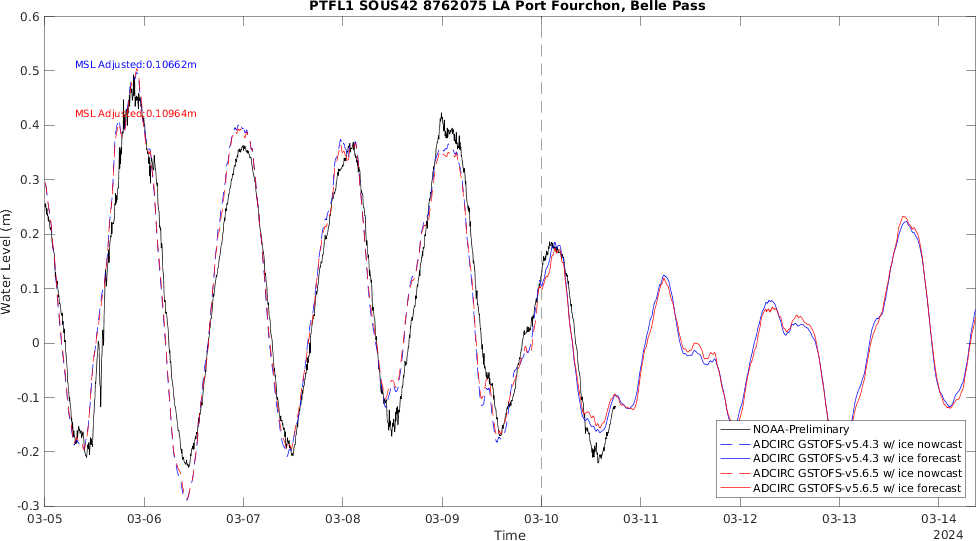 PTFL1 SOUS42 8762075 LA Port Fourchon, Belle Pass
0.6
0.5
0.4
0.3
0.2
0.1
0
-0.1
-0.2
-0.3
Water Level (m)
MSL Adjusted:0.10662m
MSL Adjusted:0.10964m
NOAA-Preliminary
ADCIRC GSTOFS-v5.4.3 w/ ice nowcast
ADCIRC GSTOFS-v5.4.3 w/ ice forecast
ADCIRC GSTOFS-v5.6.5 w/ ice nowcast
ADCIRC GSTOFS-v5.6.5 w/ ice forecast
03-05 03-06 03-07 03-08 03-09 03-10 03-11 03-12 03-13 03-14
Time
2024